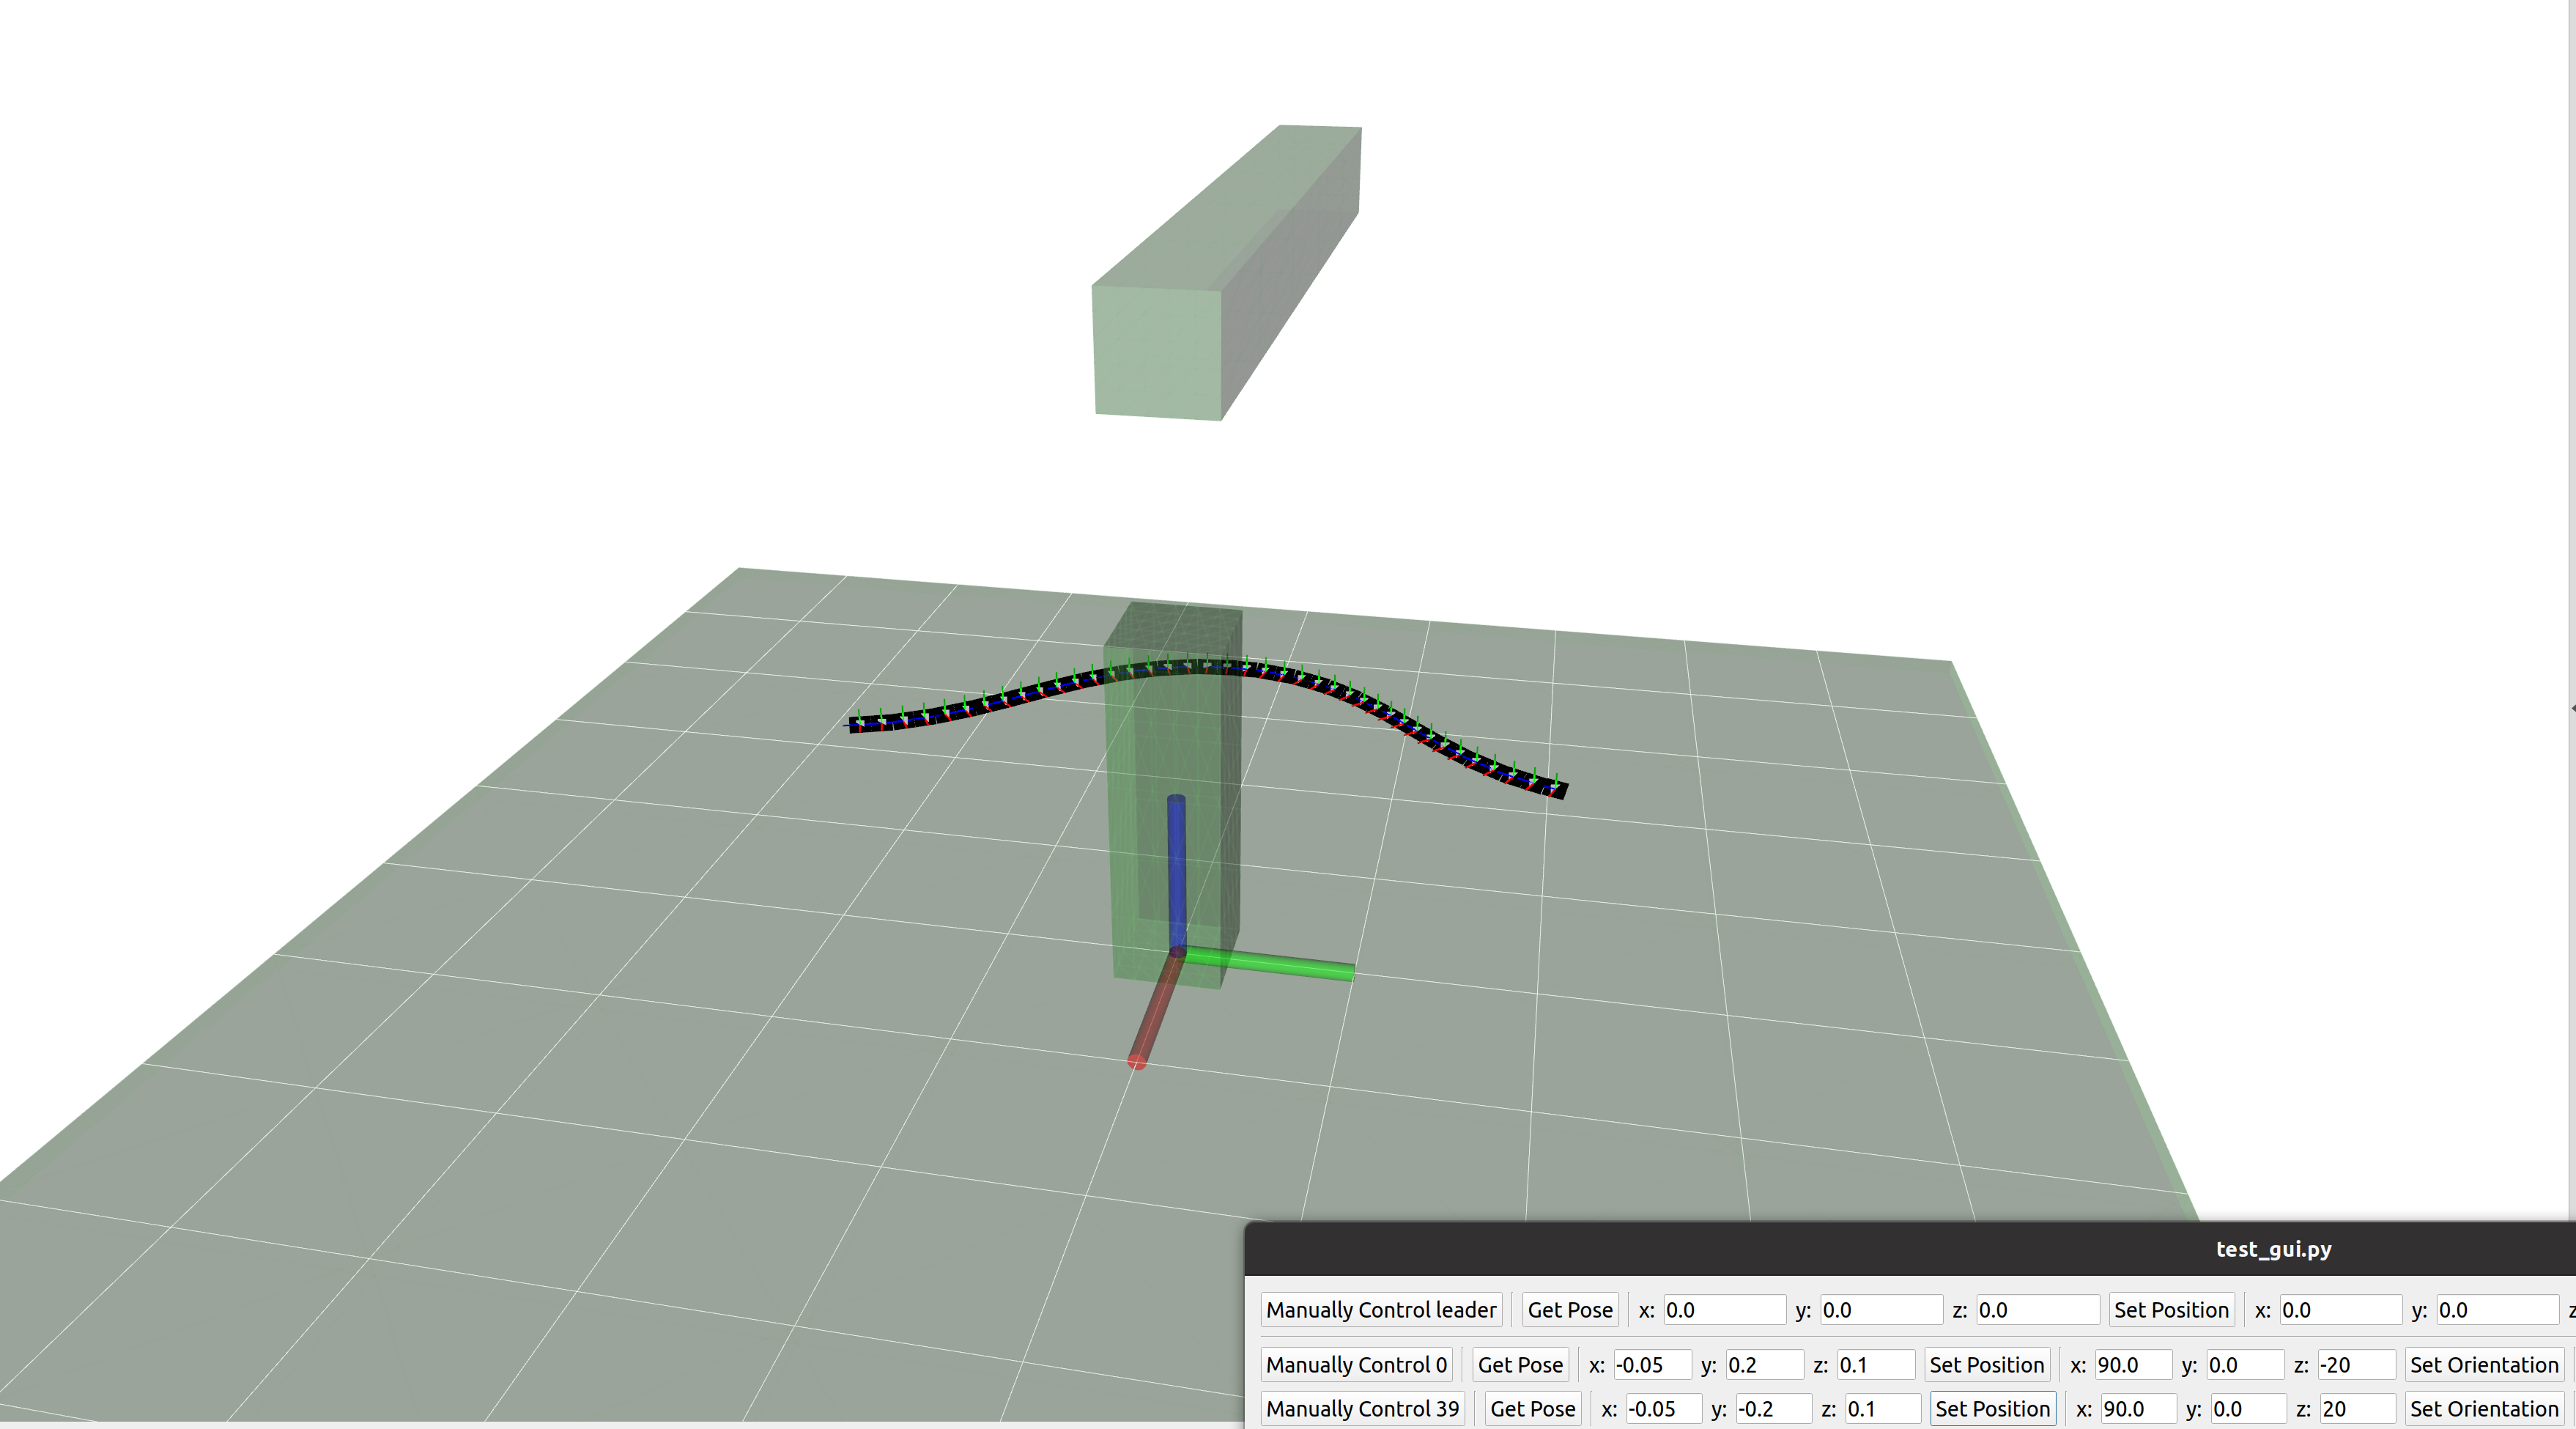 test_gui.py
Manually Control leader Get Pose x: 0.0 y: 0.0 z: 0.0 Set Position x: 0.0 y: 0.0 z
Manually Control 0 Get Pose x: -0.05 y: 0.2 z: 0.1 Set Position x: 90.0 y: 0.0 z: -20 Set Orientation
Manually Control 39 Get Pose x: -0.05 y: -0.2 z: 0.1 Set Position x: 90.0 y: 0.0 z: 20 Set Orientation